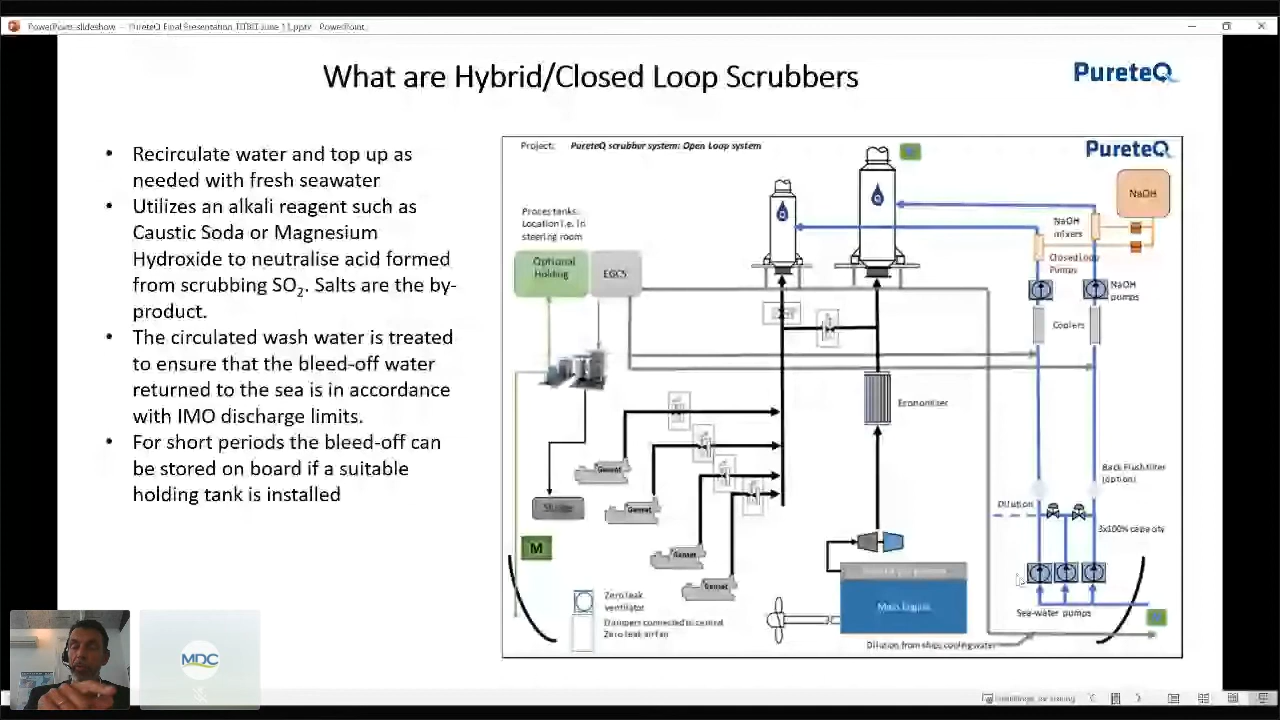 PowerPoint slideshow - PureteQ Final Presentation TITBIT June 11.pptx - PowerPoint
What are Hybrid/Closed Loop Scrubbers
PureteQ
• Recirculate water and top up as
needed with fresh seawater
• Utilizes an alkali reagent such as
Caustic Soda or Magnesium
Hydroxide to neutralise acid formed
from scrubbing SO2. Salts are the by-
product.
• The circulated wash water is treated
to ensure that the bleed-off water
returned to the sea is in accordance
with IMO discharge limits.
• For short periods the bleed-off can
be stored on board if a suitable
holding tank is installed
Project: PureteQ scrubber system: Open Loop system
PureteQ
NaOH
NaOH
mixers
Closed Loop
Pumps
NaOH
pumps
Coolers
Proces tanks.
Location i.e. in
steering room
Optional
Holding
EGCS
Economizer
Genset
Genset
Genset
Genset
Sludge
M
Back Flush filter
(option)
Dilution
3x100% capacity
Zero leak
ventilator
Dampers connected to central
Zero leak air fan
Main Engine
Sea-water pumps
Dilution from ships cooling water
MDC